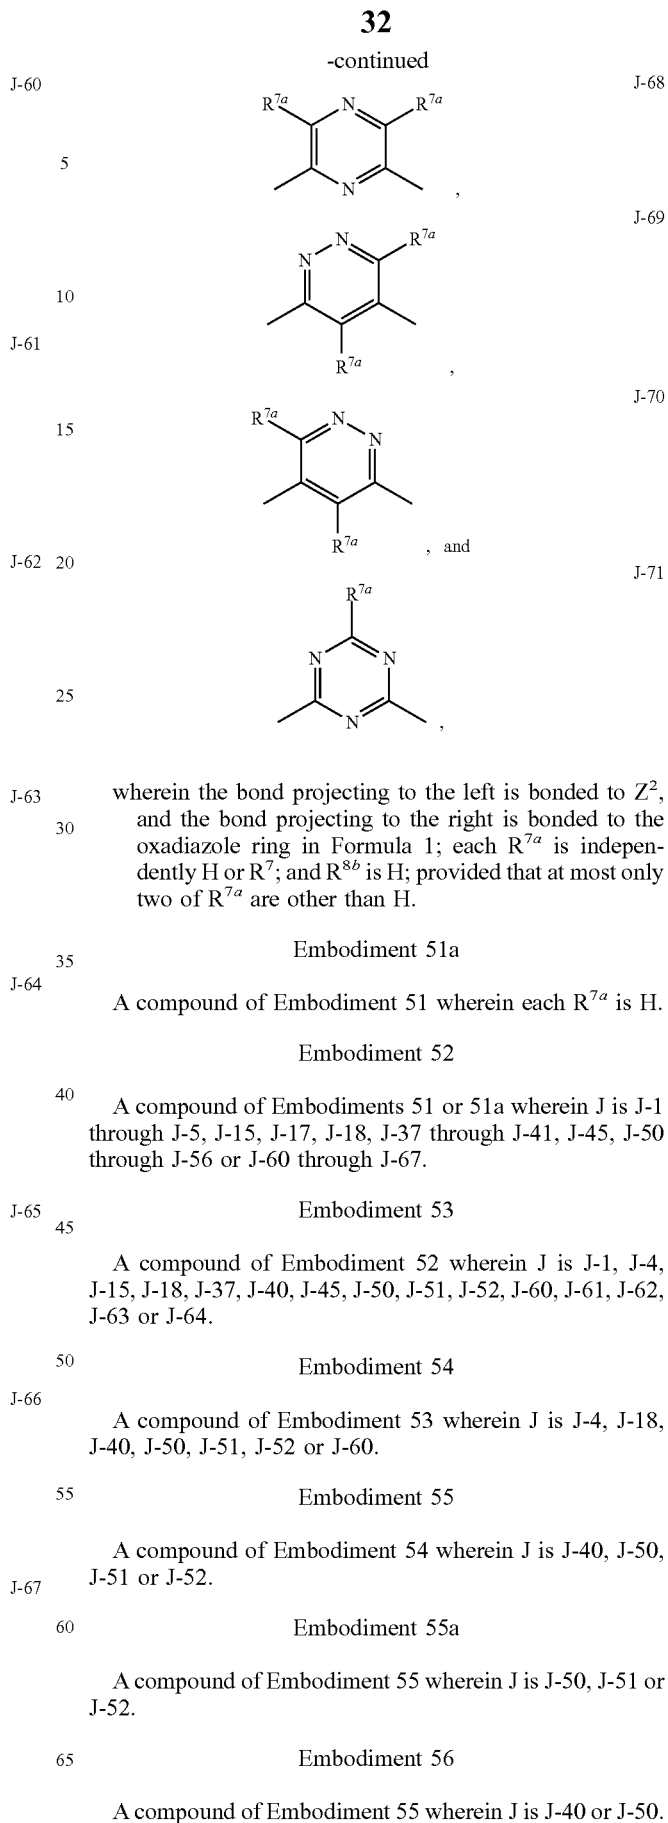 32
-continued
J-60
J-68
R7a N R7a
5
N
,
J-69
N R7a
N
10
J-61
R7a
,
J-70
15
R7a N
N
R7a
, and
J-62 20
J-71
R7a
N N
25
N
,
J-63
wherein the bond projecting to the left is bonded to Z2,
30
and the bond projecting to the right is bonded to the
oxadiazole ring in Formula 1; each R7a is indepen-
dently H or R7; and R8b is H; provided that at most only
two of R7a are other than H.
Embodiment 51a
35
J-64
A compound of Embodiment 51 wherein each R7a is H.
Embodiment 52
40
A compound of Embodiments 51 or 51a wherein J is J-1
through J-5, J-15, J-17, J-18, J-37 through J-41, J-45, J-50
through J-56 or J-60 through J-67.
J-65
Embodiment 53
45
A compound of Embodiment 52 wherein J is J-1, J-4,
J-15, J-18, J-37, J-40, J-45, J-50, J-51, J-52, J-60, J-61, J-62,
J-63 or J-64.
50
Embodiment 54
J-66
A compound of Embodiment 53 wherein J is J-4, J-18,
J-40, J-50, J-51, J-52 or J-60.
55
Embodiment 55
A compound of Embodiment 54 wherein J is J-40, J-50,
J-51 or J-52.
J-67
60
Embodiment 55a
A compound of Embodiment 55 wherein J is J-50, J-51 or
J-52.
65
Embodiment 56
A compound of Embodiment 55 wherein J is J-40 or J-50.